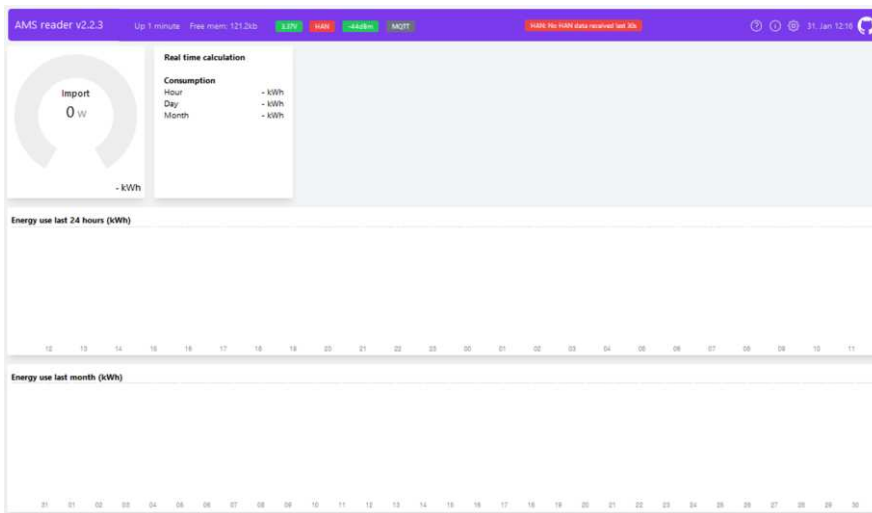 AMS reader v2.2.3 Up 1 minute Free mem: 121.2kb 3.37V HAN -44dBm MQTT HAN: No HAN data received last 30s 31. Jan 12:16
Import
0 W
- kWh
Real time calculation
Consumption
Hour - kWh
Day - kWh
Month - kWh
Energy use last 24 hours (kWh)
12 13 14 15 16 17 18 19 20 21 22 23 00 01 02 03 04 05 06 07 08 09 10 11
Energy use last month (kWh)
31 01 02 03 04 05 06 07 08 09 10 11 12 13 14 15 16 17 18 19 20 21 22 23 24 25 26 27 28 29 30